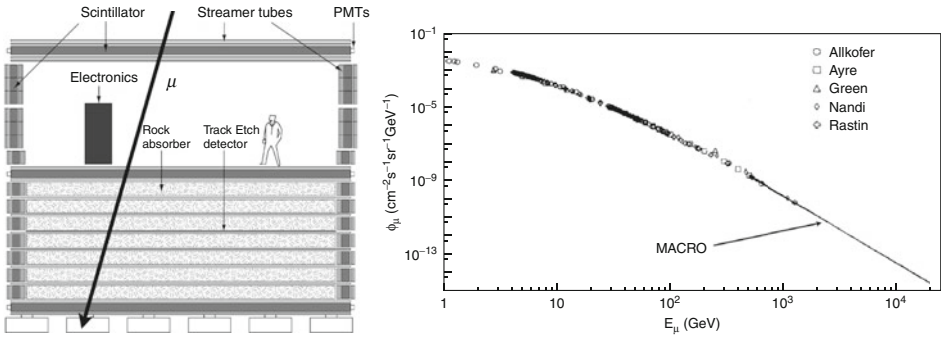 Scintillator
Streamer tubes
PMTs
Electronics
μ
Rock
absorber
Track Etch
detector
10⁻¹
10⁻⁵
10⁻⁹
10⁻¹³
ϕμ (cm⁻²s⁻¹sr⁻¹GeV⁻¹)
Allkofer
Ayre
Green
Nandi
Rastin
MACRO
1
10
10²
10³
10⁴
Eμ (GeV)